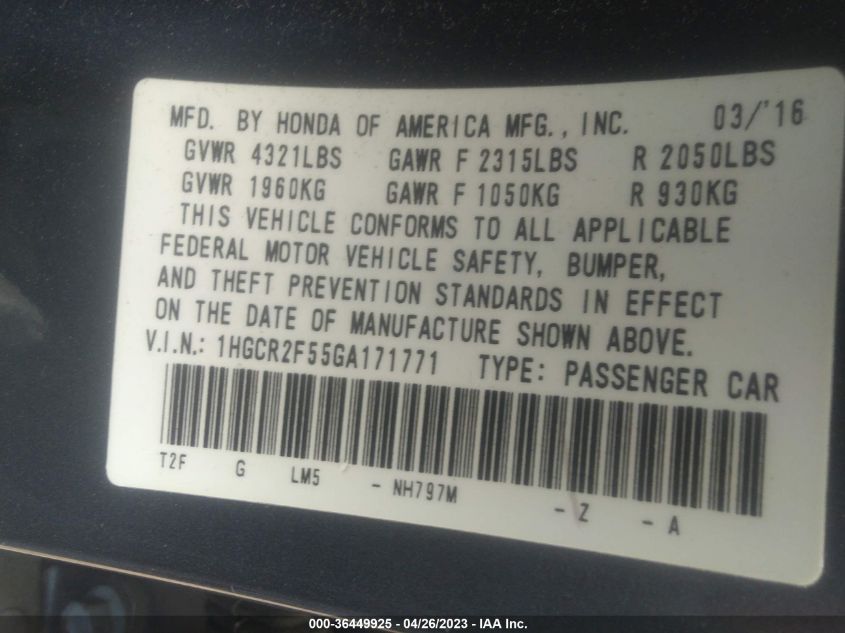 MFD. BY HONDA OF AMERICA MFG., INC. 03/'16
GVWR 4321LBS GAWR F 2315LBS R 2050LBS
GVWR 1960KG GAWR F 1050KG R 930KG
THIS VEHICLE CONFORMS TO ALL APPLICABLE
FEDERAL MOTOR VEHICLE SAFETY, BUMPER,
AND THEFT PREVENTION STANDARDS IN EFFECT
ON THE DATE OF MANUFACTURE SHOWN ABOVE.
V.I.N.: 1HGCR2F55GA171771 TYPE: PASSENGER CAR
T2F G LM5 - NH797M - Z - A
000-36449925 - 04/26/2023 - IAA Inc.